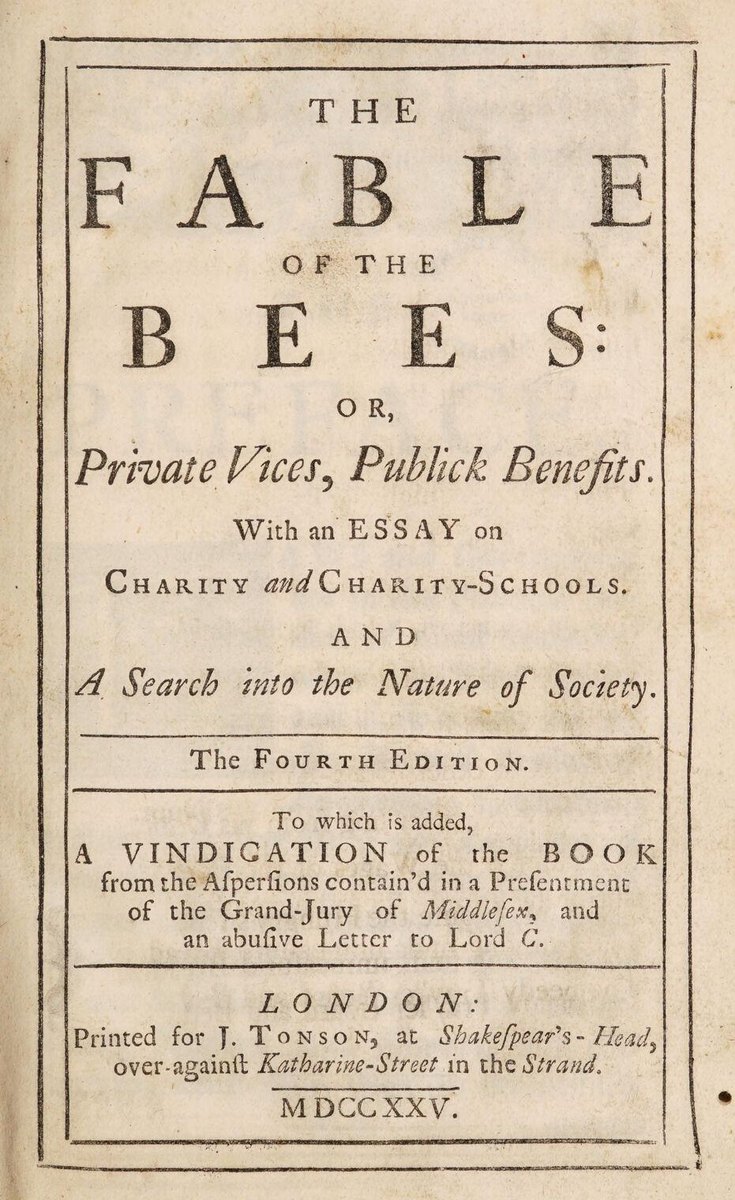 THE
FABLE
OF THE
BEES:
OR,
Private Vices, Publick Benefits.
With an ESSAY on
CHARITY and CHARITY-SCHOOLS.
AND
A Search into the Nature of Society.
The FOURTH EDITION.
To which is added,
A VINDICATION of the BOOK
from the Aſperſions contain'd in a Preſentment
of the Grand-Jury of Middleſex, and
an abuſive Letter to Lord C.
LONDON:
Printed for J. TONSON, at Shakeſpear's-Head,
over-againſt Katharine-Street in the Strand.
MDCCXXV.